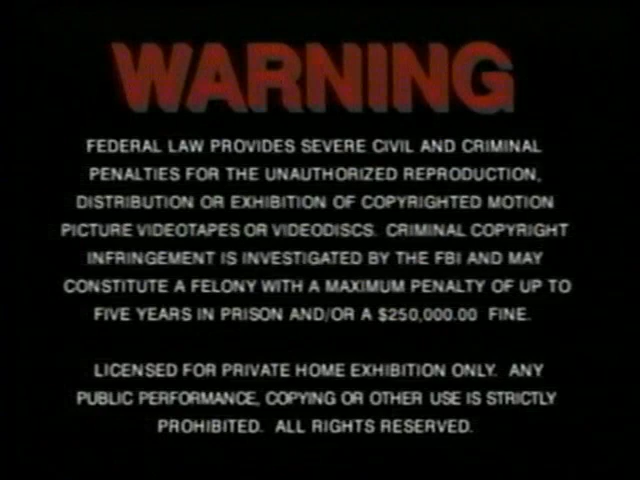 WARNING
FEDERAL LAW PROVIDES SEVERE CIVIL AND CRIMINAL
PENALTIES FOR THE UNAUTHORIZED REPRODUCTION,
DISTRIBUTION OR EXHIBITION OF COPYRIGHTED MOTION
PICTURE VIDEOTAPES OR VIDEODISCS. CRIMINAL COPYRIGHT
INFRINGEMENT IS INVESTIGATED BY THE FBI AND MAY
CONSTITUTE A FELONY WITH A MAXIMUM PENALTY OF UP TO
FIVE YEARS IN PRISON AND/OR A $250,000.00 FINE.
LICENSED FOR PRIVATE HOME EXHIBITION ONLY. ANY
PUBLIC PERFORMANCE, COPYING OR OTHER USE IS STRICTLY
PROHIBITED. ALL RIGHTS RESERVED.